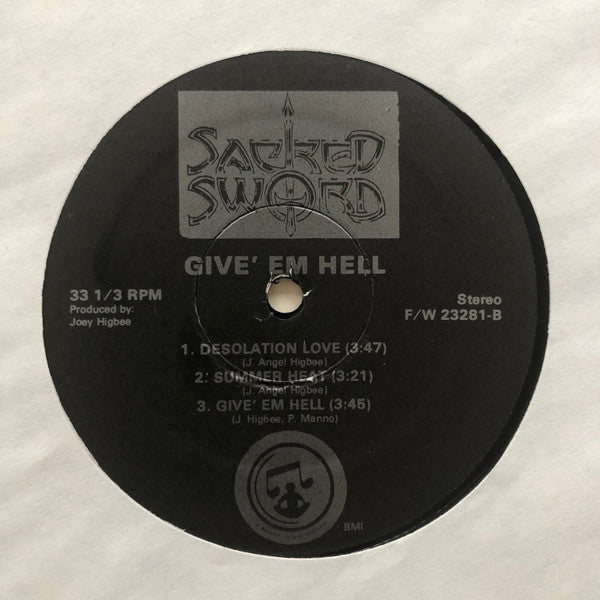 SACRED
SWORD
GIVE' EM HELL
33 1/3 RPM
Produced by:
Joey Higbee
Stereo
F/W 23281-B
1. DESOLATION LOVE (3:47)
(J. Angel Higbee)
2: SUMMER HEAT (3:21)
(J. Angel Higbee)
3. GIVE' EM HELL (3:45)
(J. Higbee, P. Manno)
BMI